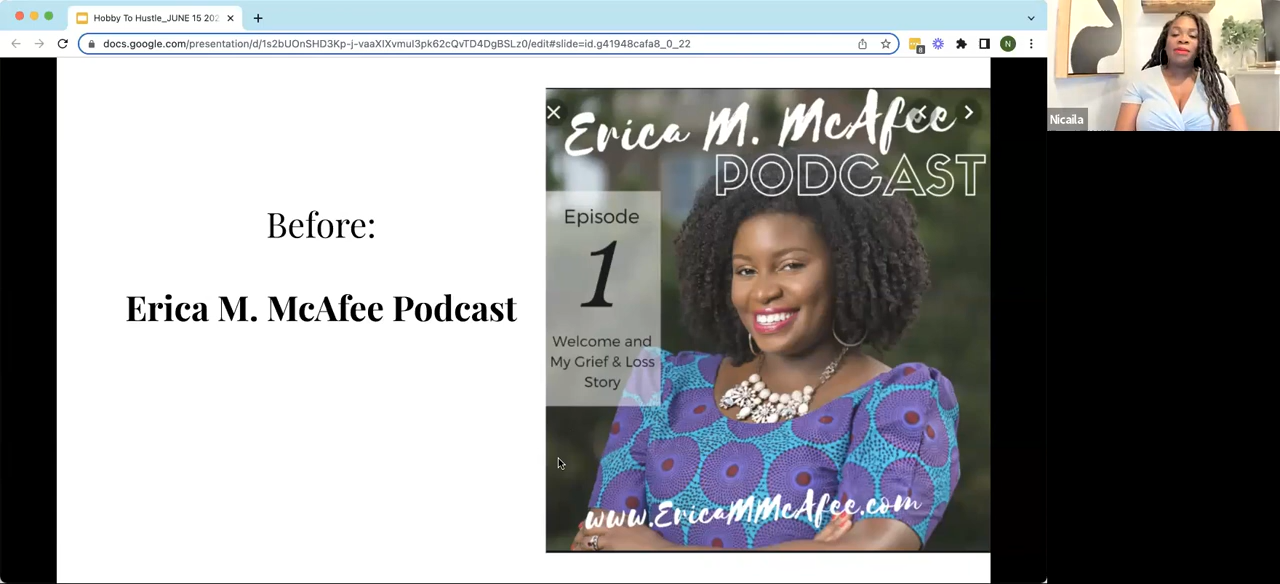 Hobby To Hustle_JUNE 15 202
docs.google.com/presentation/d/1s2bUOnSHD3Kp-j-vaaXIXvmuI3pk62cQvTD4DgBSLz0/edit#slide=id.g41948cafa8_0_22
8
N
Nicaila
Before:
Erica M. McAfee Podcast
Erica M. McAfee
PODCAST
Episode
1
Welcome and
My Grief & Loss
Story
www.EricaMMcAfee.com